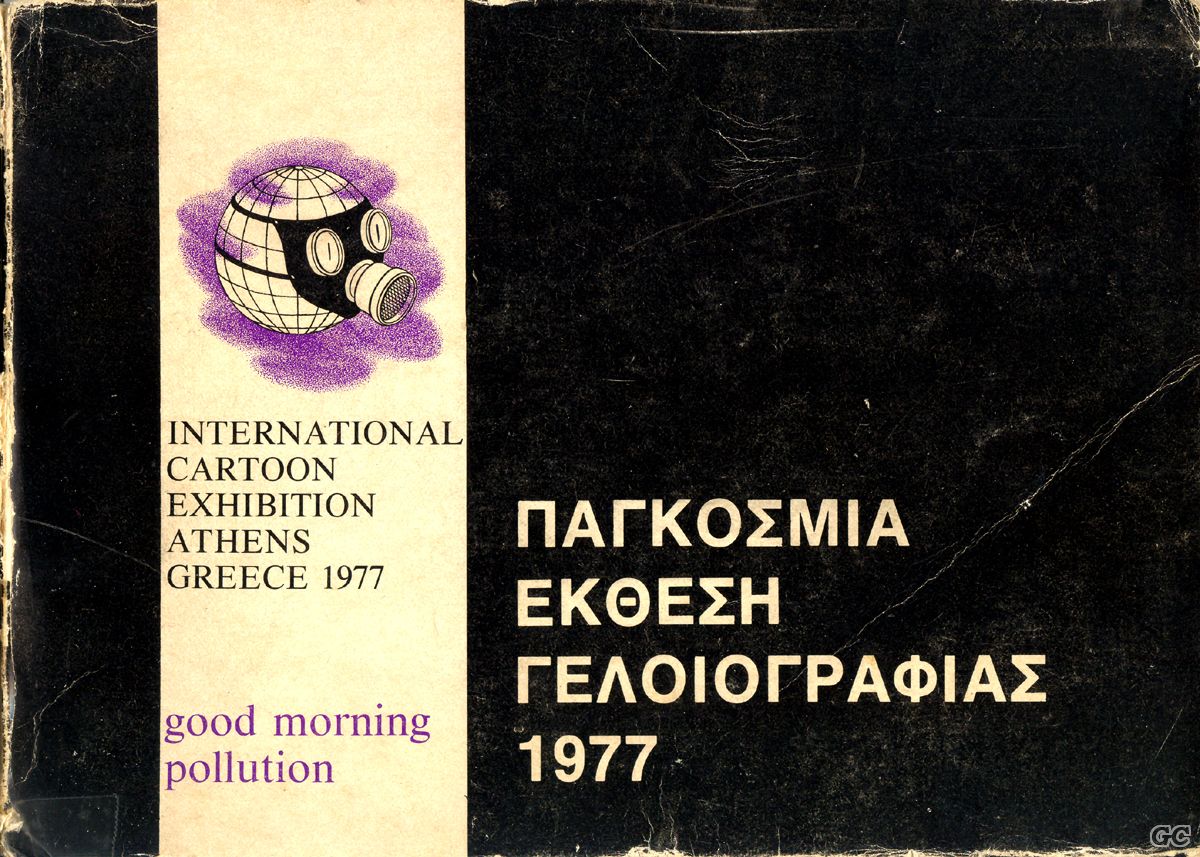 INTERNATIONAL
CARTOON
EXHIBITION
ATHENS
GREECE 1977
good morning
pollution
ΠΑΓΚΟΣΜΙΑ
ΕΚΘΕΣΗ
ΓΕΛΟΙΟΓΡΑΦΙΑΣ
1977
GC